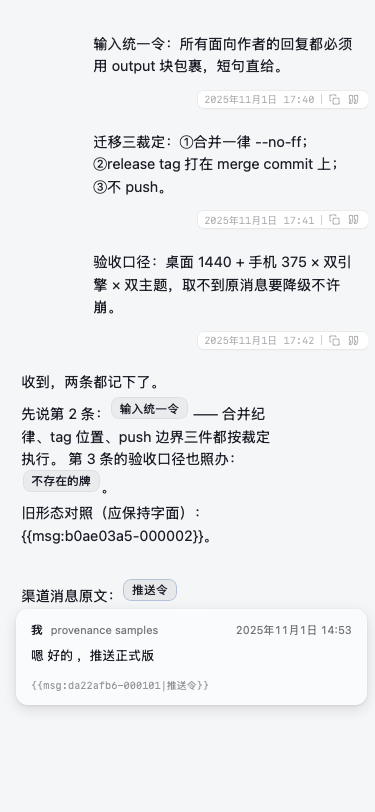 输入统一令：所有面向作者的回复都必须
用 output 块包裹，短句直给。
2025年11月1日 17:40
迁移三裁定：①合并一律 --no-ff；
②release tag 打在 merge commit 上；
③不 push。
2025年11月1日 17:41
验收口径：桌面 1440 + 手机 375 × 双引
擎 × 双主题，取不到原消息要降级不许
崩。
2025年11月1日 17:42
收到，两条都记下了。
先说第 2 条： 输入统一令 —— 合并纪
律、tag 位置、push 边界三件都按裁定
执行。 第 3 条的验收口径也照办：
不存在的牌 。
旧形态对照（应保持字面）：
{{msg:b0ae03a5-000002}}。
渠道消息原文： 推送令
我 provenance samples 2025年11月1日 14:53
嗯 好的 ，推送正式版
{{msg:da22afb6-000101|推送令}}